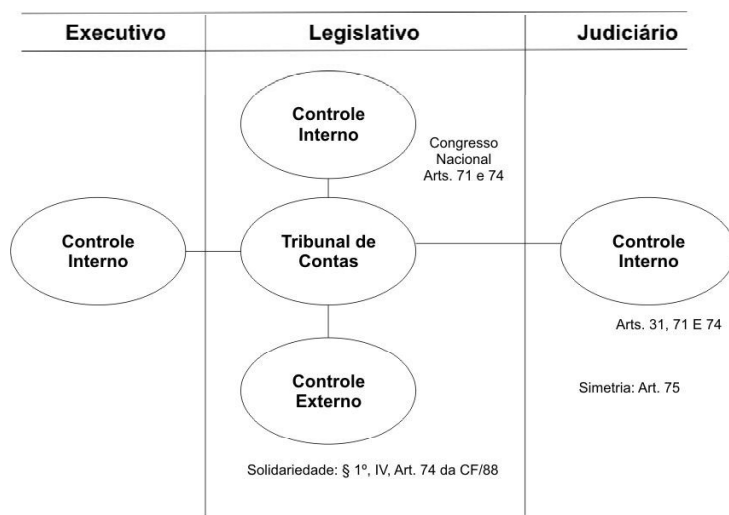 Executivo
Legislativo
Judiciário
Controle
Interno
Congresso
Nacional
Arts. 71 e 74
Controle
Interno
Tribunal de
Contas
Controle
Interno
Arts. 31, 71 E 74
Controle
Externo
Simetria: Art. 75
Solidariedade: § 1º, IV, Art. 74 da CF/88